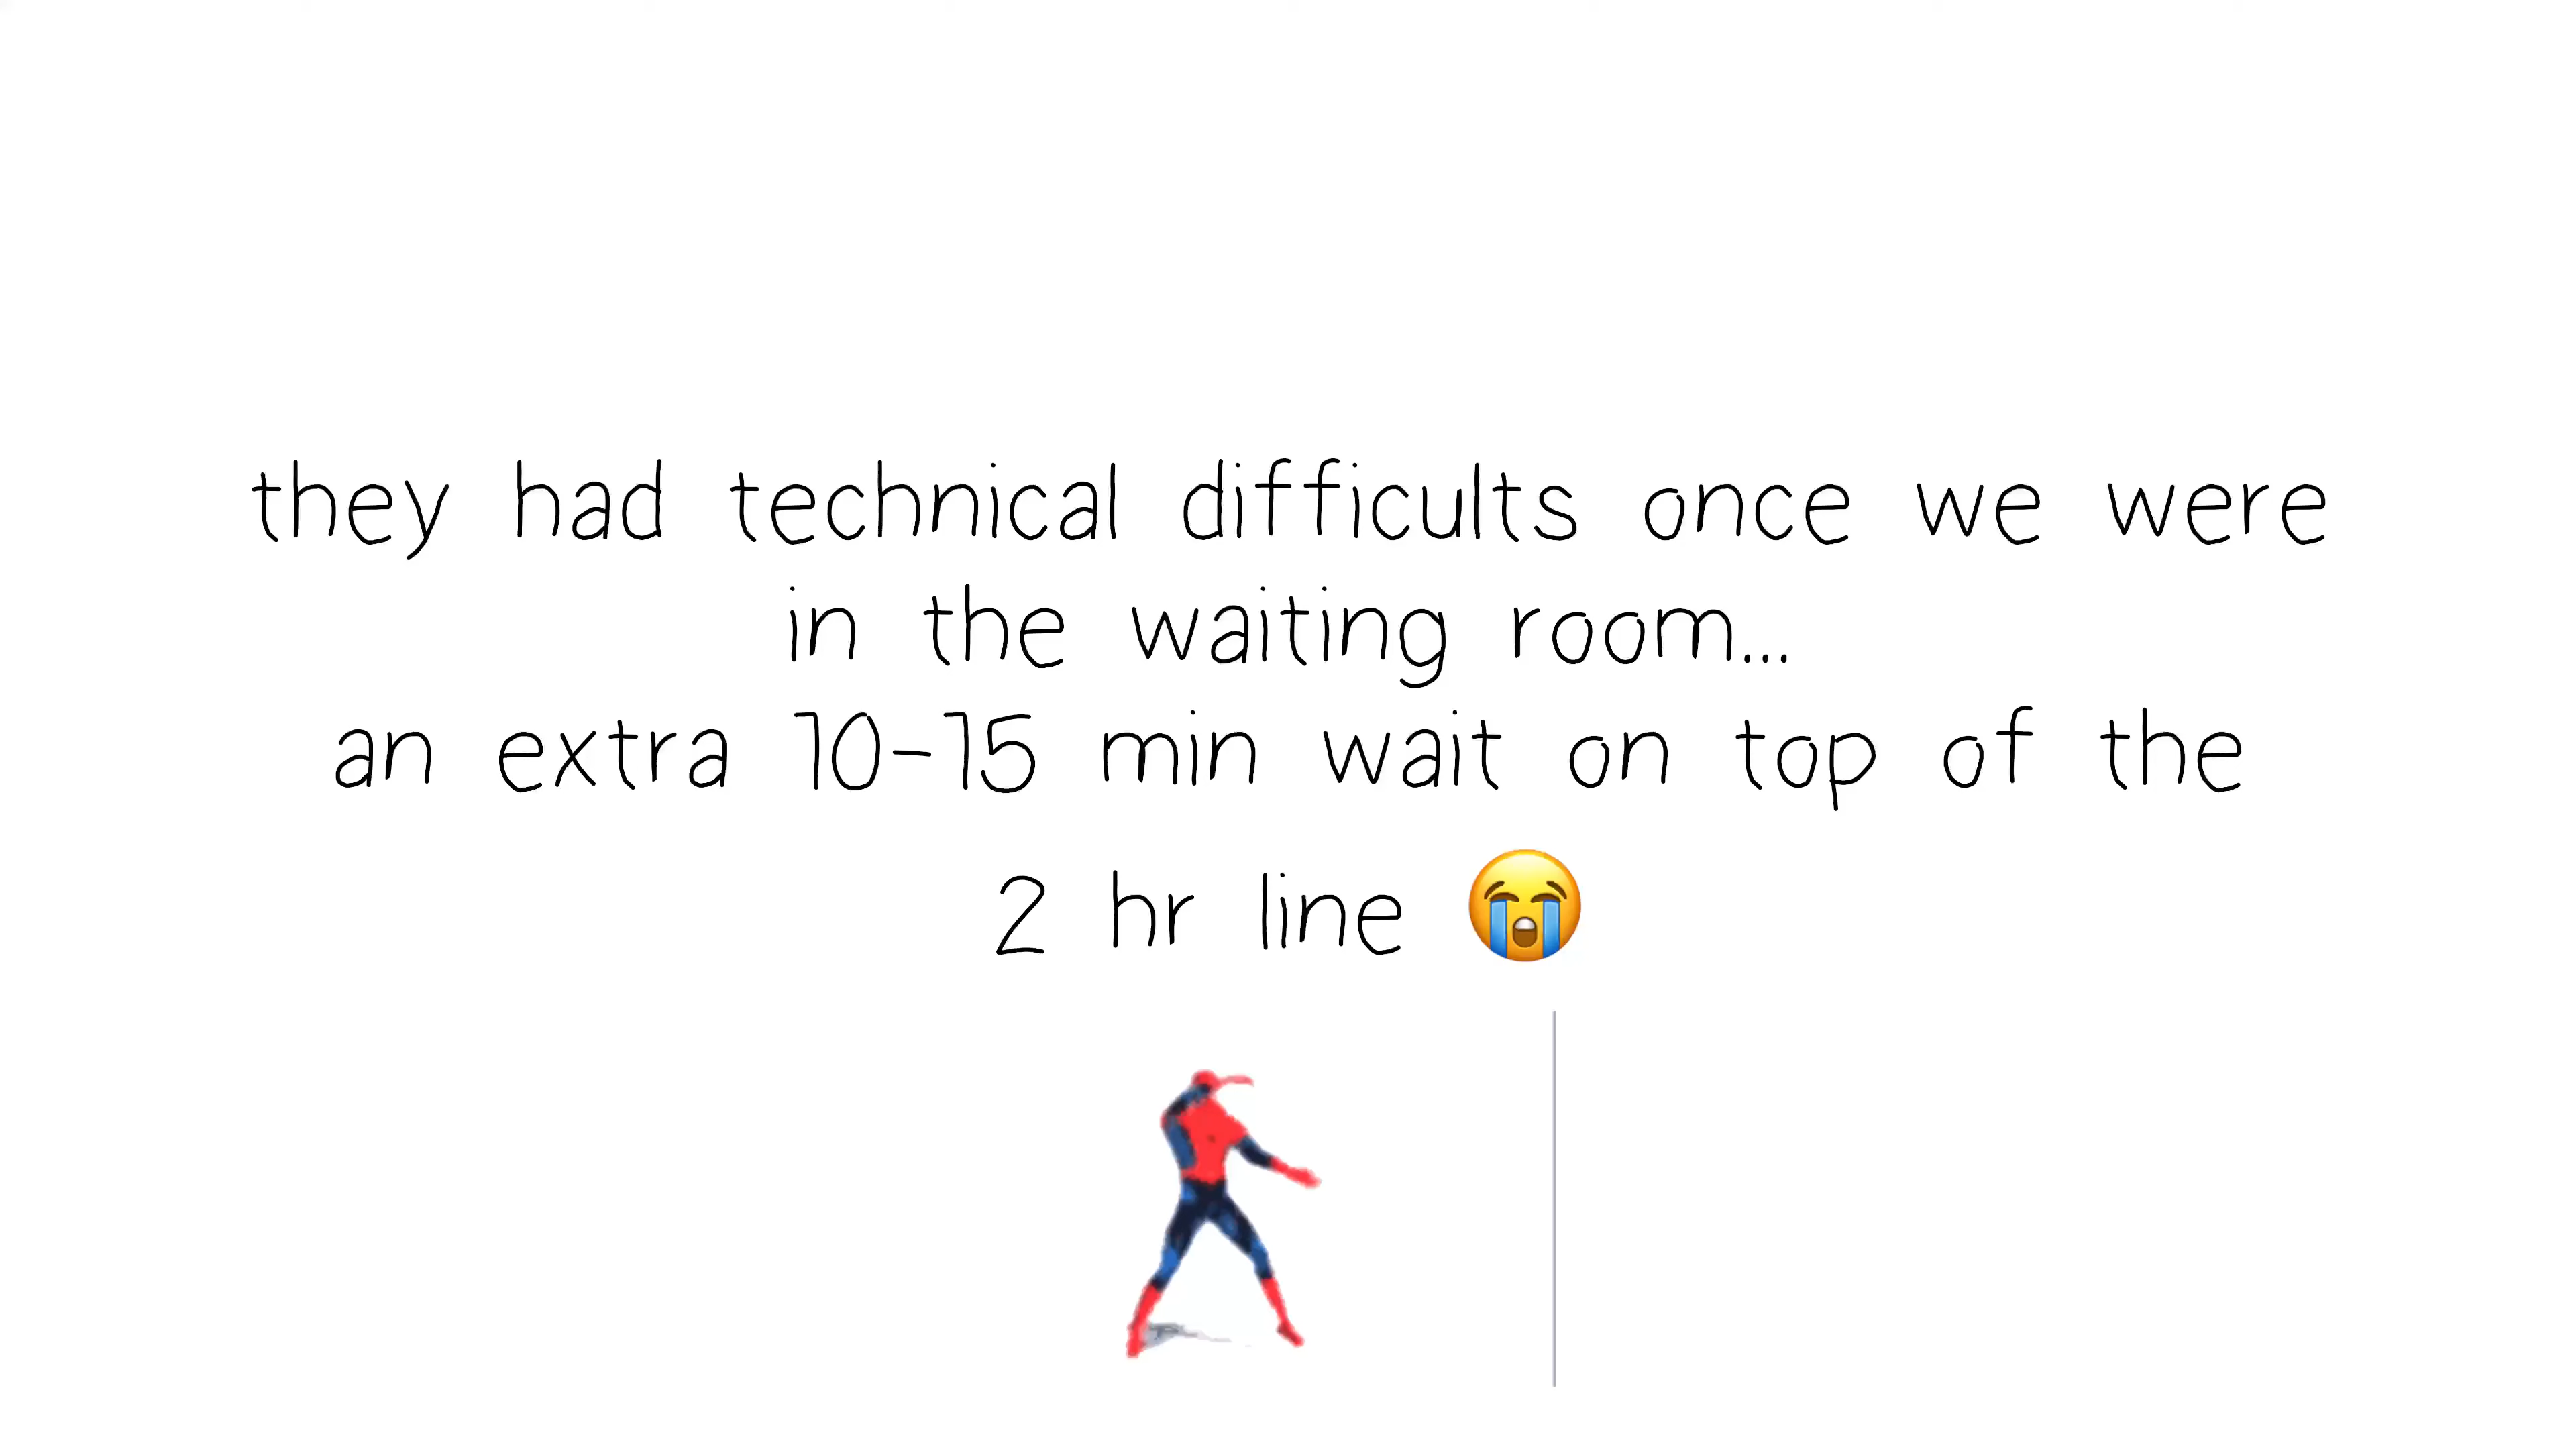 they had technical difficults once we were
in the waiting room...
an extra 10-15 min wait on top of the
2 hr line 😭